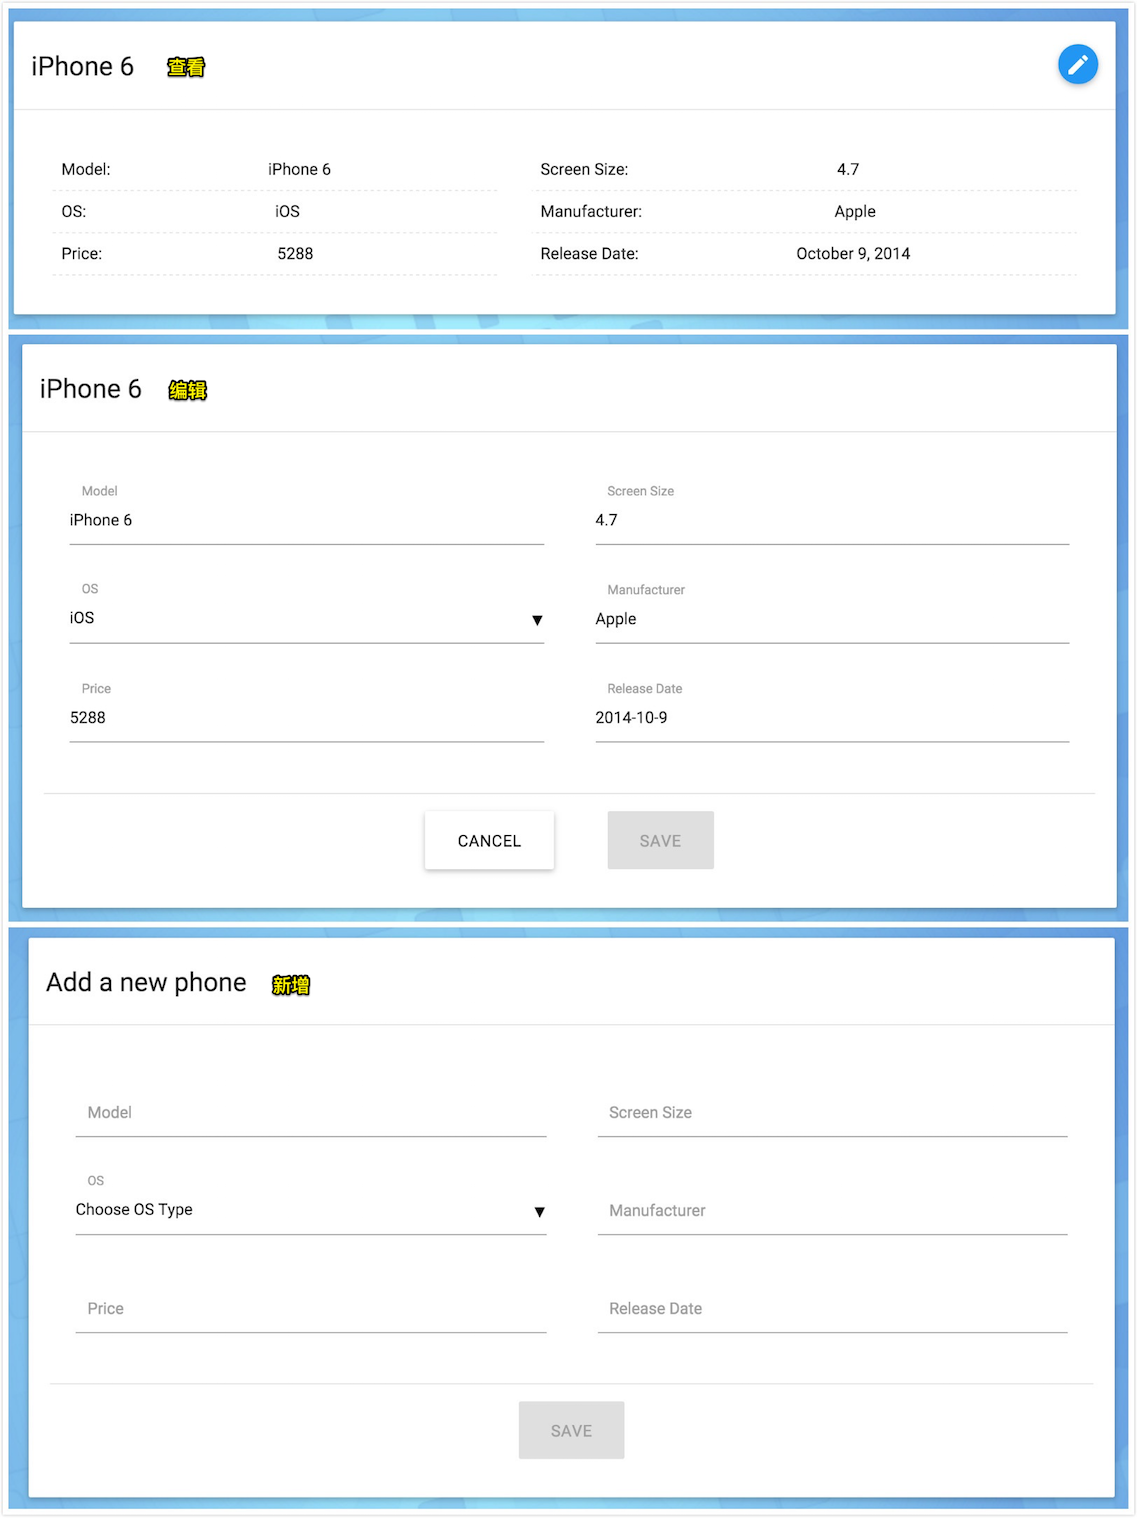 iPhone 6 查看
Model: iPhone 6 Screen Size: 4.7
OS: iOS Manufacturer: Apple
Price: 5288 Release Date: October 9, 2014
iPhone 6 编辑
Model Screen Size
iPhone 6 4.7
OS Manufacturer
iOS ▼ Apple
Price Release Date
5288 2014-10-9
CANCEL SAVE
Add a new phone 新增
Model Screen Size
OS
Choose OS Type ▼ Manufacturer
Price Release Date
SAVE